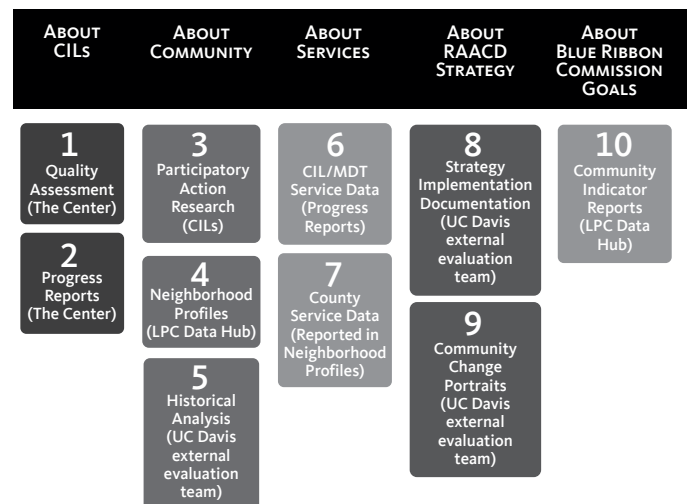 ABOUT
CILS
ABOUT
COMMUNITY
ABOUT
SERVICES
ABOUT
RAACD
STRATEGY
ABOUT
BLUE RIBBON
COMMISSION
GOALS
1
Quality
Assessment
(The Center)
2
Progress
Reports
(The Center)
3
Participatory
Action
Research
(CILs)
4
Neighborhood
Profiles
(LPC Data Hub)
5
Historical
Analysis
(UC Davis
external
evaluation
team)
6
CIL/MDT
Service Data
(Progress
Reports)
7
County
Service Data
(Reported in
Neighborhood
Profiles)
8
Strategy
Implementation
Documentation
(UC Davis
external
evaluation
team)
9
Community
Change
Portraits
(UC Davis
external
evaluation
team)
10
Community
Indicator
Reports
(LPC Data
Hub)